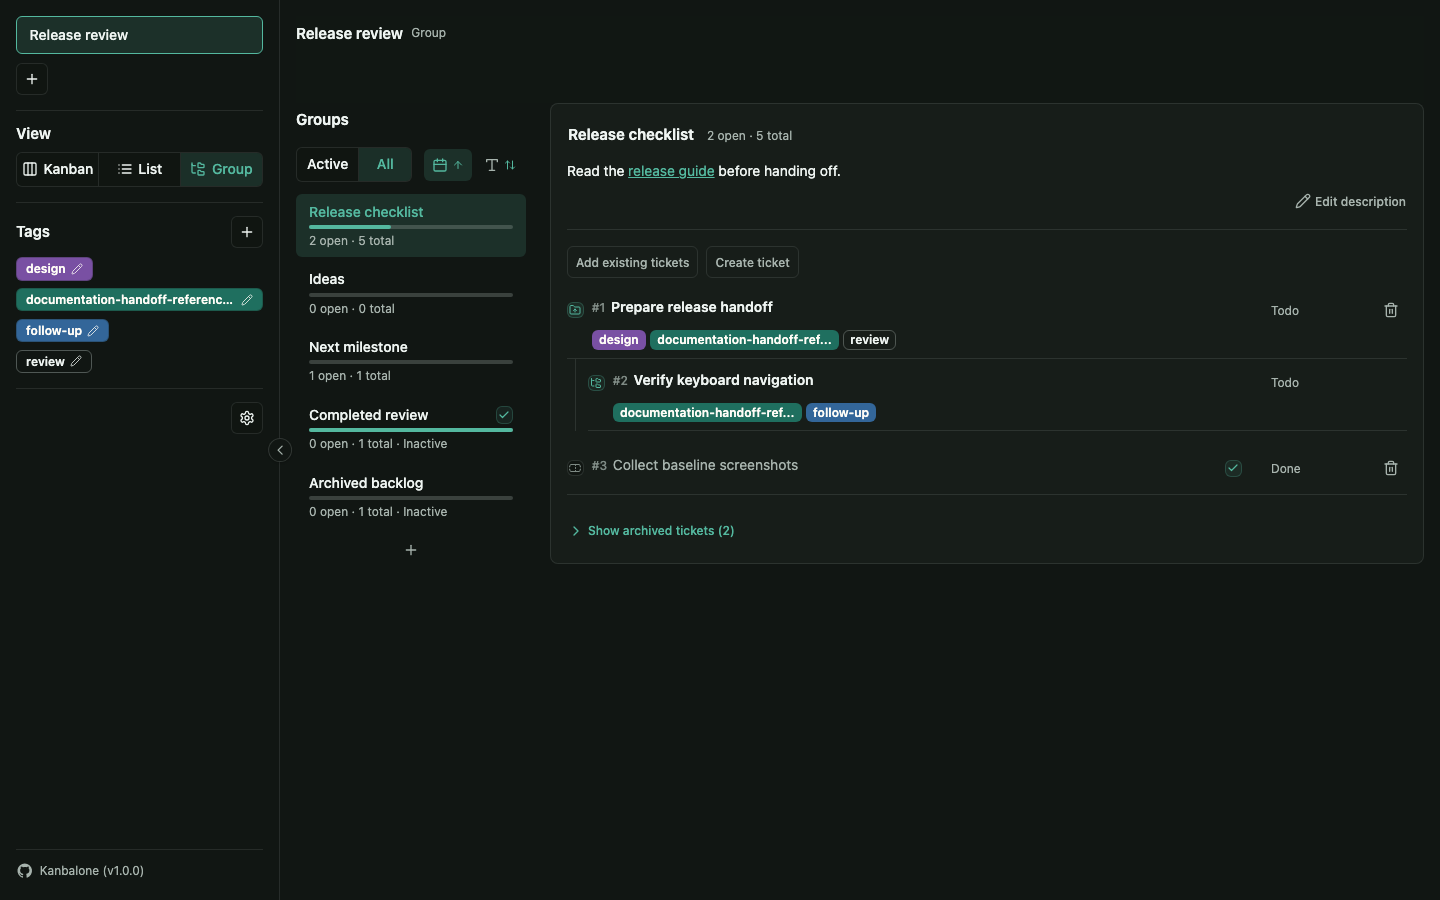 Release review
View
Kanban
List
Group
Tags
design
documentation-handoff-referenc...
follow-up
review
Kanbalone (v1.0.0)
Release review Group
Groups
Active All
Release checklist
2 open · 5 total
Ideas
0 open · 0 total
Next milestone
1 open · 1 total
Completed review
0 open · 1 total · Inactive
Archived backlog
0 open · 1 total · Inactive
Release checklist 2 open · 5 total
Read the release guide before handing off.
Edit description
Add existing tickets Create ticket
#1 Prepare release handoff Todo
design documentation-handoff-ref... review
#2 Verify keyboard navigation Todo
documentation-handoff-ref... follow-up
#3 Collect baseline screenshots Done
Show archived tickets (2)